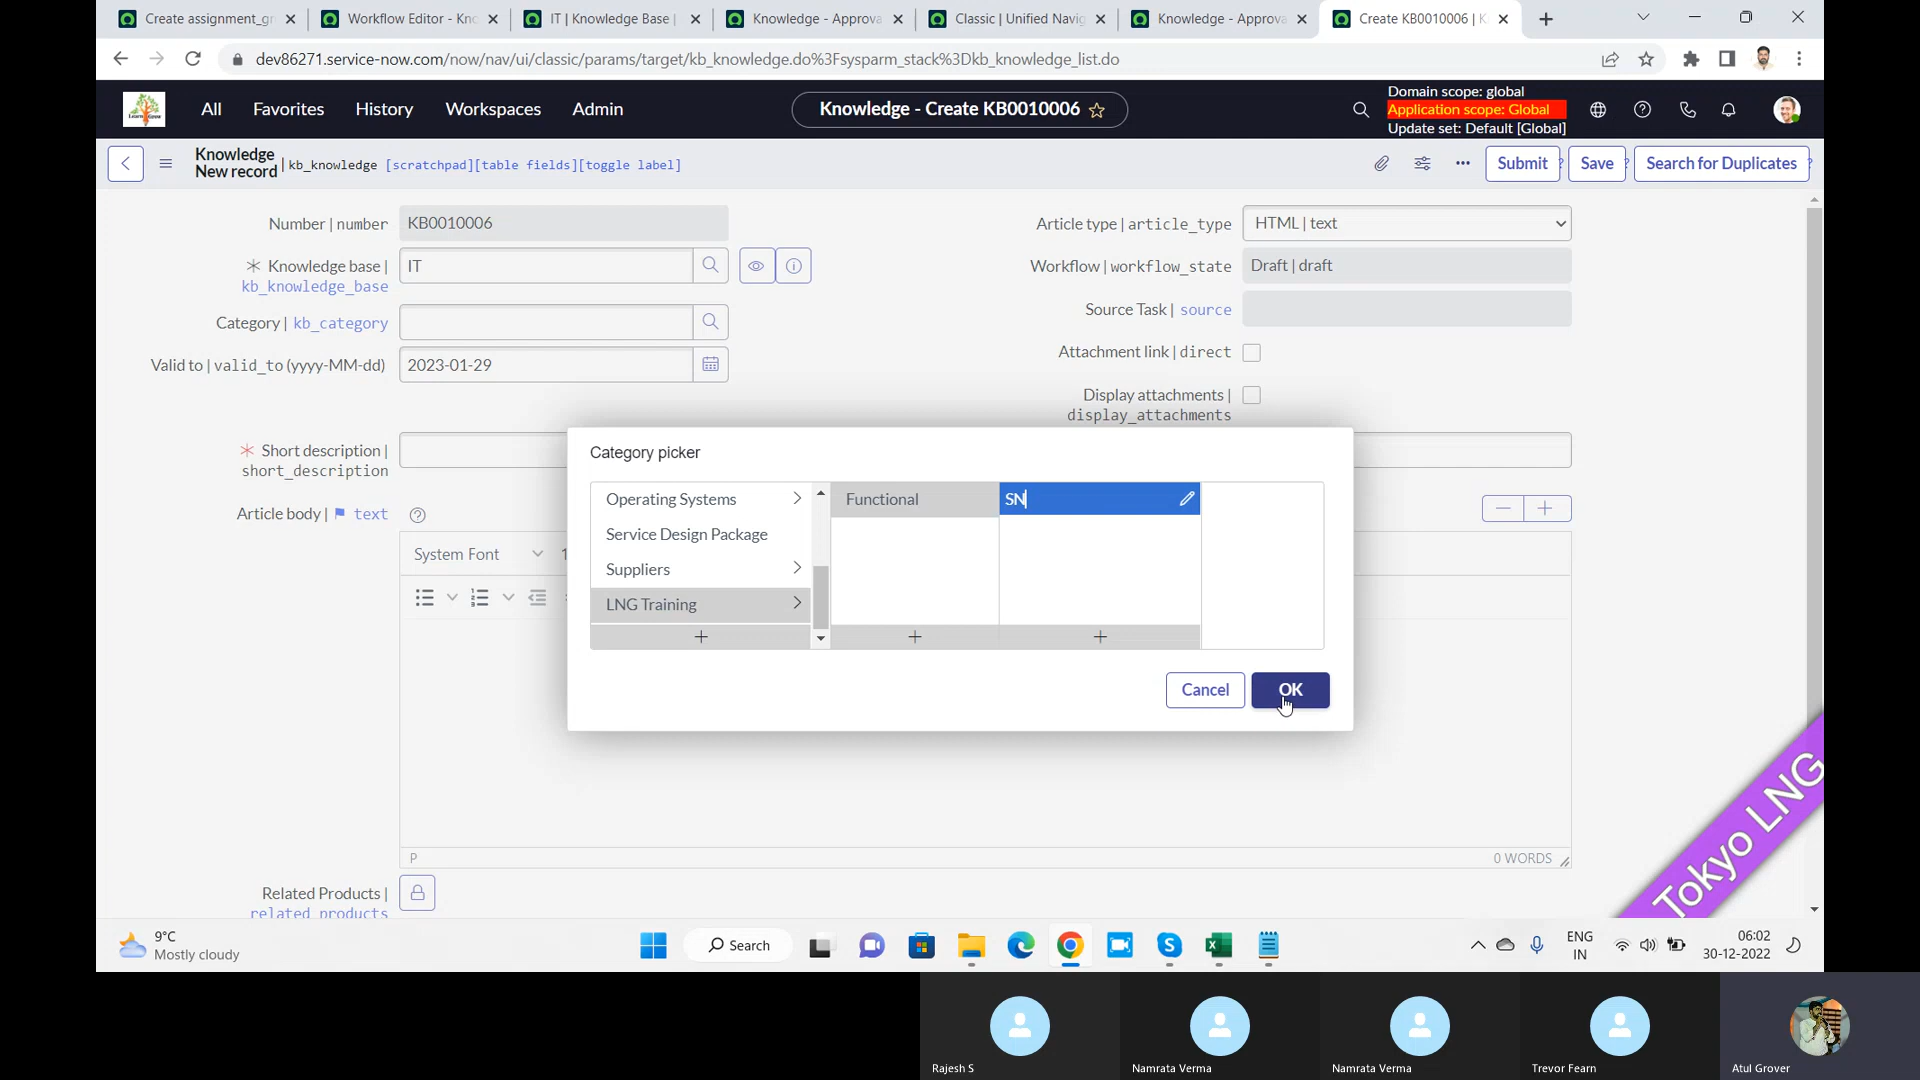 Create assignment_gr
Workflow Editor - Kno
IT | Knowledge Base |
Knowledge - Approva
Classic | Unified Navig
Knowledge - Approva
Create KB0010006 | K
dev86271.service-now.com/now/nav/ui/classic/params/target/kb_knowledge.do%3Fsysparm_stack%3Dkb_knowledge_list.do
All
Favorites
History
Workspaces
Admin
Knowledge - Create KB0010006
Domain scope: global
Application scope: Global
Update set: Default [Global]
Knowledge
New record | kb_knowledge [scratchpad][table fields][toggle label]
Submit
Save
Search for Duplicates
Number | number
KB0010006
Article type | article_type
HTML | text
Knowledge base |
kb_knowledge_base
IT
Workflow | workflow_state
Draft | draft
Category | kb_category
Source Task | source
Valid to | valid_to (yyyy-MM-dd)
2023-01-29
Attachment link | direct
Display attachments |
display_attachments
Short description |
short_description
Category picker
Operating Systems
Service Design Package
Suppliers
LNG Training
Functional
SN
Cancel
OK
Article body | text
System Font
P
0 WORDS
Related Products |
related products
Tokyo LNG
9°C
Mostly cloudy
Search
ENG
IN
06:02
30-12-2022
Rajesh S
Namrata Verma
Namrata Verma
Trevor Fearn
Atul Grover